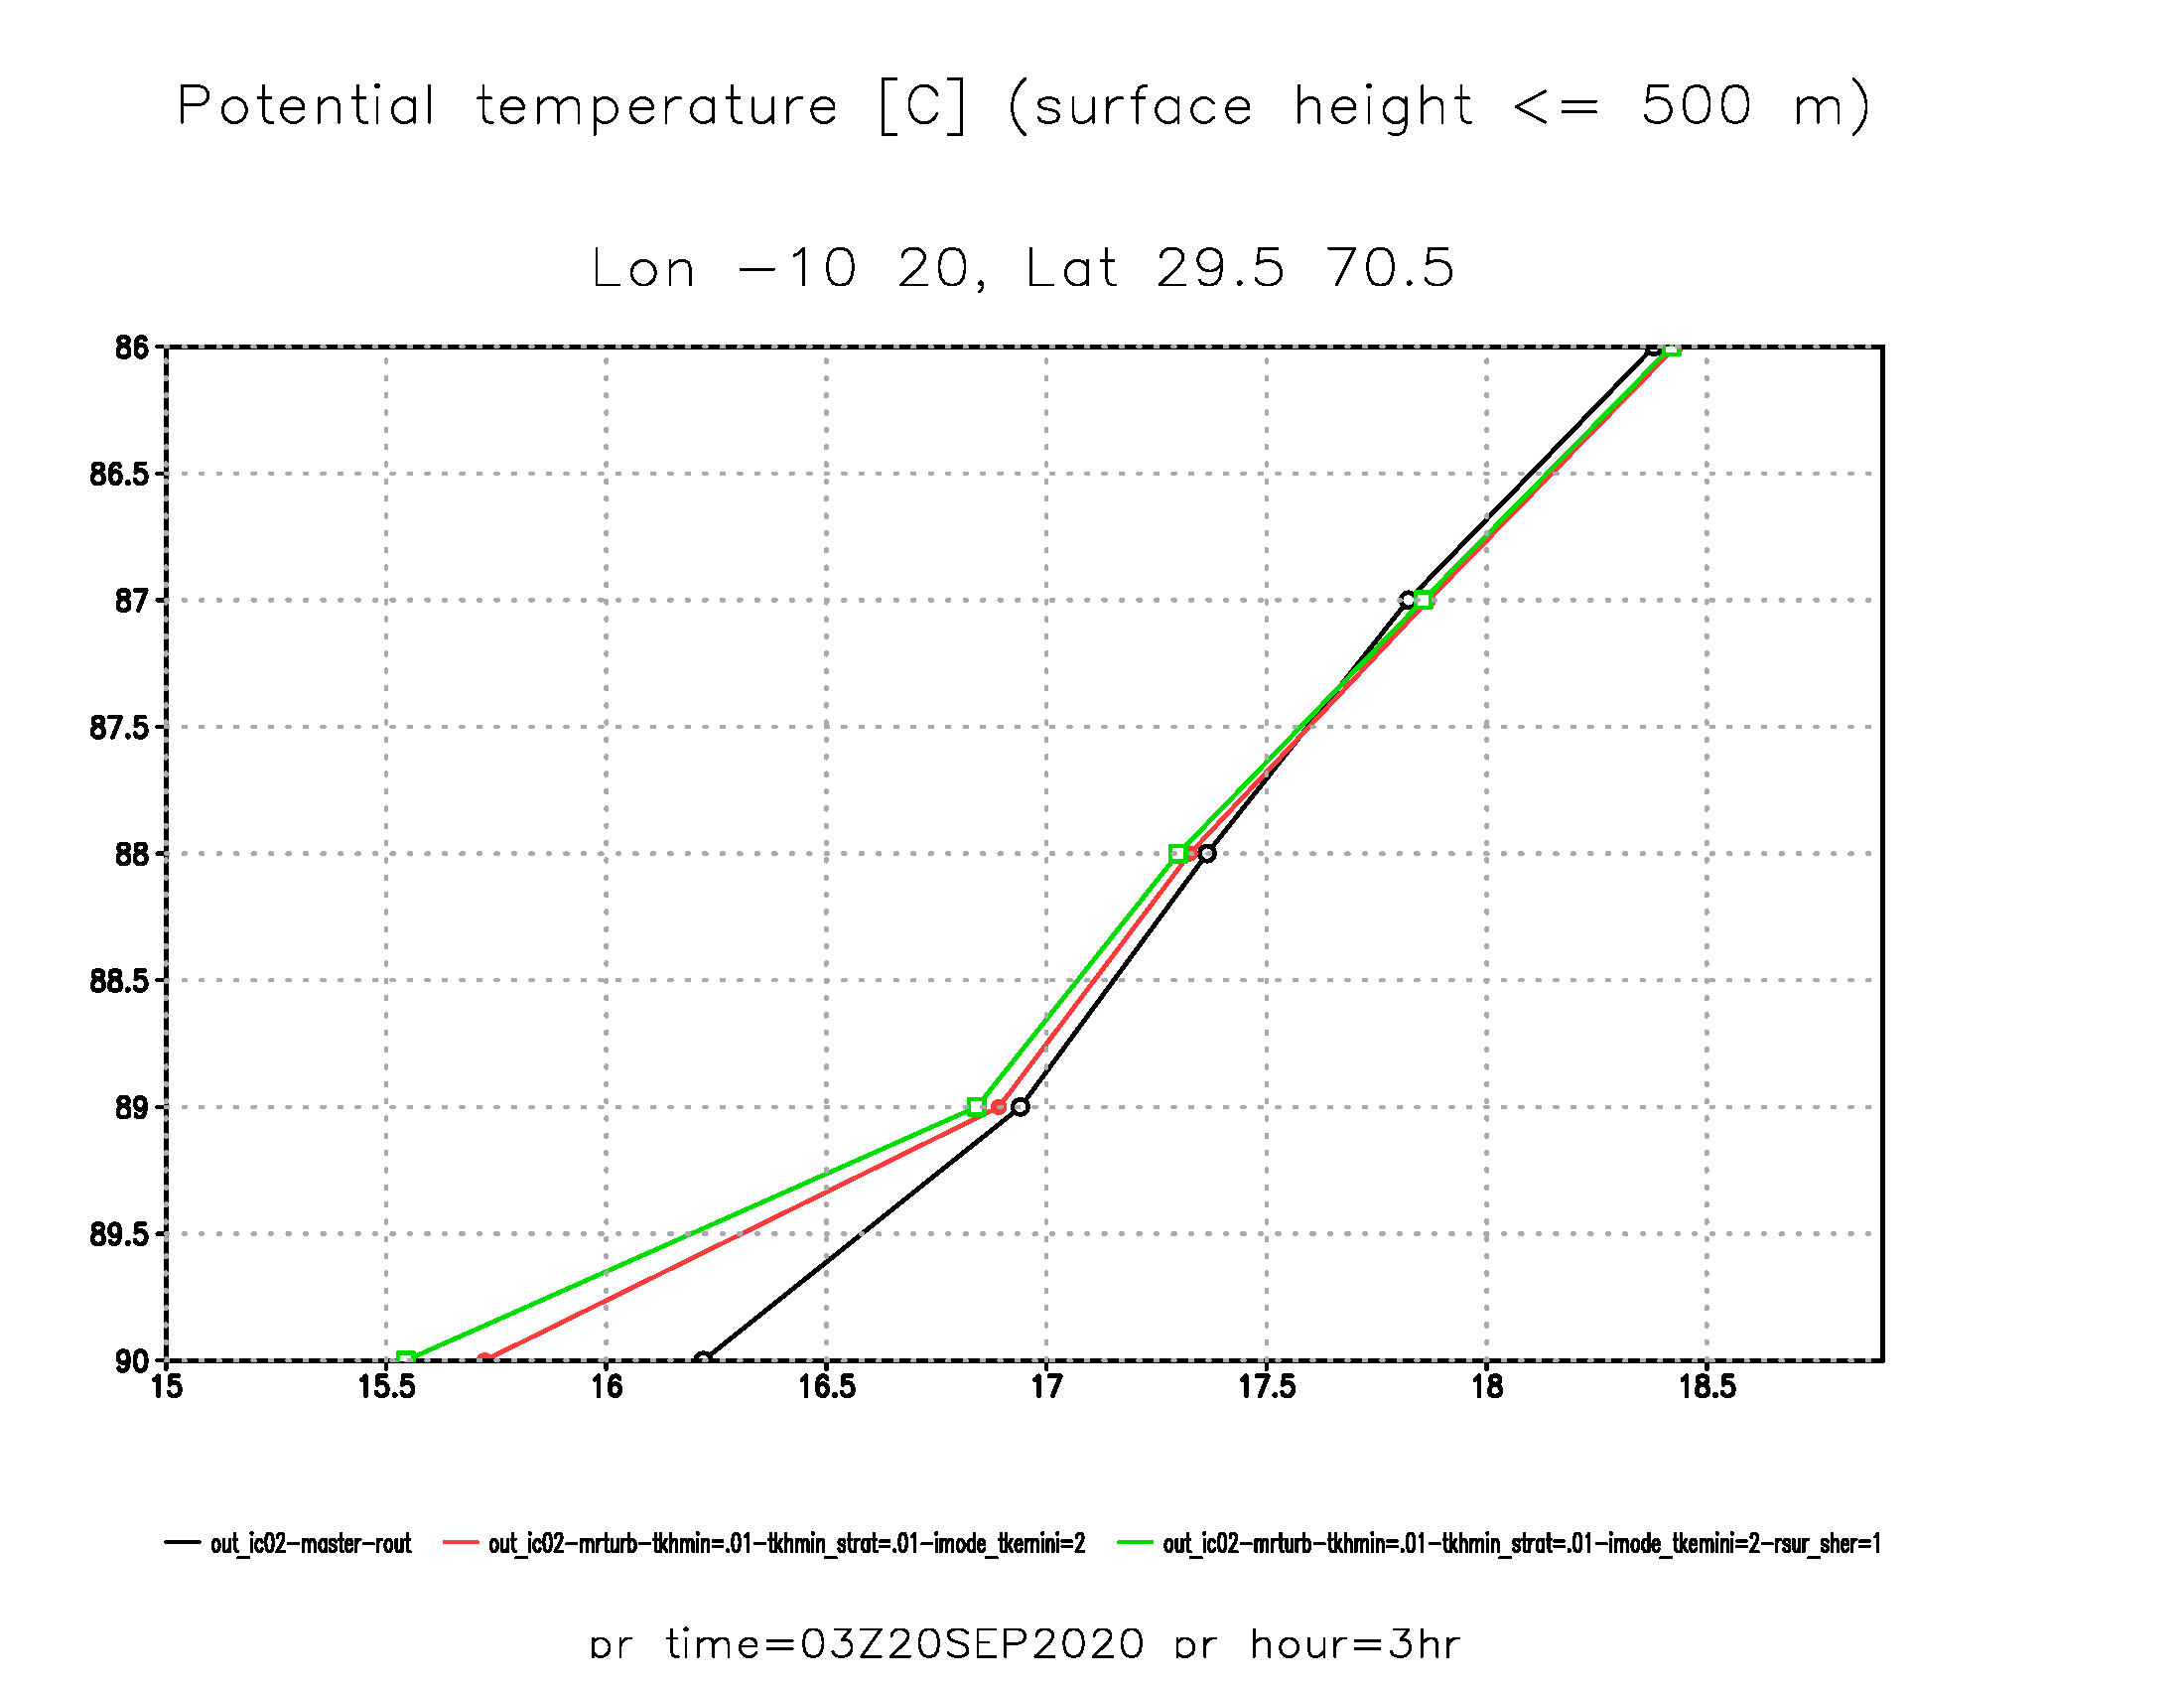 Potential temperature [C] (surface height <= 500 m)
Lon -10 20, Lat 29.5 70.5
86
86.5
87
87.5
88
88.5
89
89.5
90
15 15.5 16 16.5 17 17.5 18 18.5
out_ic02-master-rout out_ic02-mrturb-tkhmin=.01-tkhmin_strat=.01-imode_tkemini=2 out_ic02-mrturb-tkhmin=.01-tkhmin_strat=.01-imode_tkemini=2-rsur_sher=1
pr time=03Z20SEP2020 pr hour=3hr